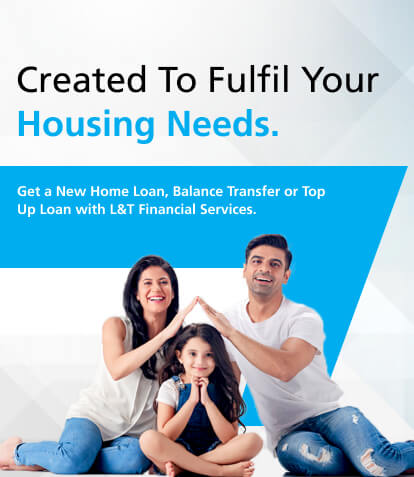 Created To Fulfil Your
Housing Needs.
Get a New Home Loan, Balance Transfer or Top
Up Loan with L&T Financial Services.